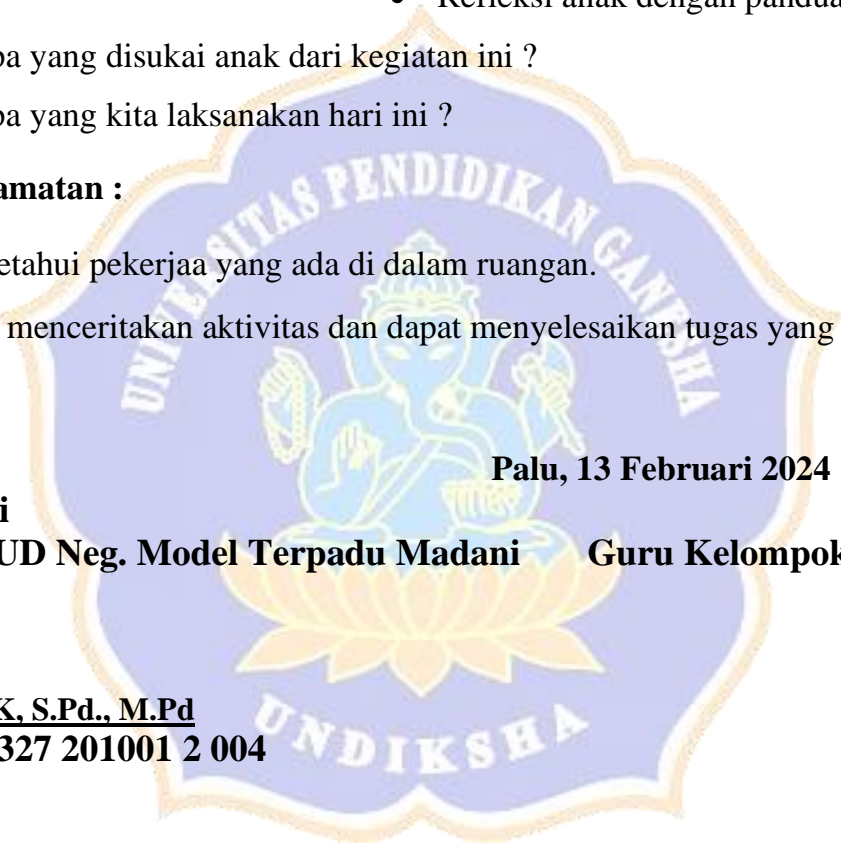 Refleksi anak dengan pandua
pa yang disukai anak dari kegiatan ini ?
pa yang kita laksanakan hari ini ?
amatan :
etahui pekerjaa yang ada di dalam ruangan.
menceritakan aktivitas dan dapat menyelesaikan tugas yang
Palu, 13 Februari 2024
i
UD Neg. Model Terpadu Madani Guru Kelompok
K, S.Pd., M.Pd
327 201001 2 004
UNIVERSITAS PENDIDIKAN GANESHA
UNDIKSHA